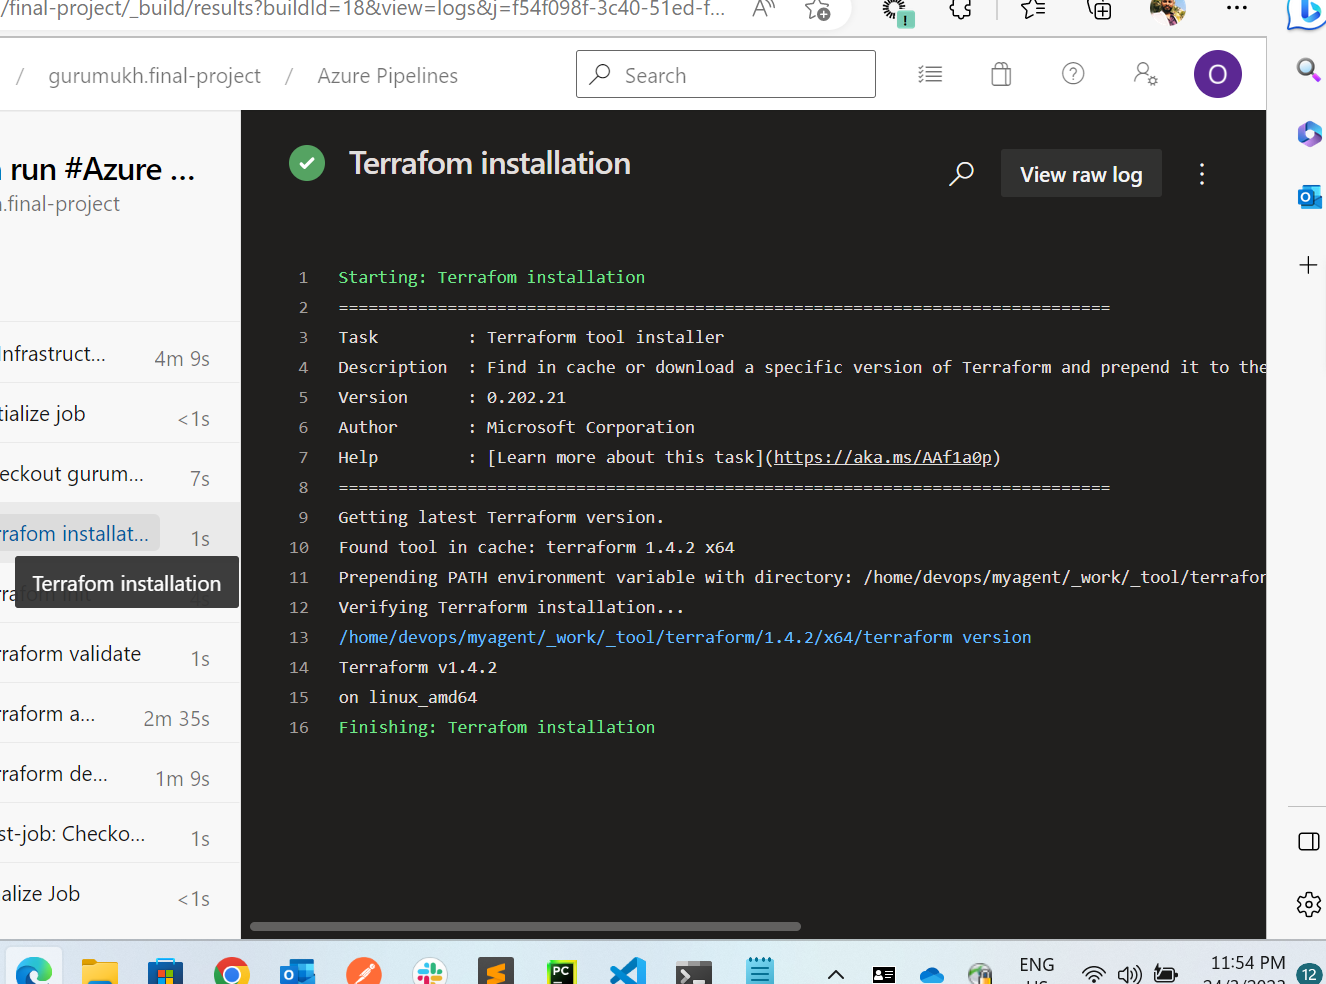 /final-project/_build/results?buildId=18&view=logs&j=f54f098f-3c40-51ed-f...
/ gurumukh.final-project / Azure Pipelines
Search
O
run #Azure ...
.final-project
nfrastruct... 4m 9s
tialize job <1s
eckout gurum... 7s
rrafom installat... 1s
Terrafom installation
rraform validate 1s
rraform a... 2m 35s
rraform de... 1m 9s
st-job: Checko... 1s
alize Job <1s
Terrafom installation
View raw log
1 Starting: Terrafom installation
2 ==============================================================================
3 Task         : Terraform tool installer
4 Description  : Find in cache or download a specific version of Terraform and prepend it to the
5 Version      : 0.202.21
6 Author       : Microsoft Corporation
7 Help         : [Learn more about this task](https://aka.ms/AAf1a0p)
8 ==============================================================================
9 Getting latest Terraform version.
10 Found tool in cache: terraform 1.4.2 x64
11 Prepending PATH environment variable with directory: /home/devops/myagent/_work/_tool/terrafor
12 Verifying Terraform installation...
13 /home/devops/myagent/_work/_tool/terraform/1.4.2/x64/terraform version
14 Terraform v1.4.2
15 on linux_amd64
16 Finishing: Terrafom installation
PC
ENG
11:54 PM
12